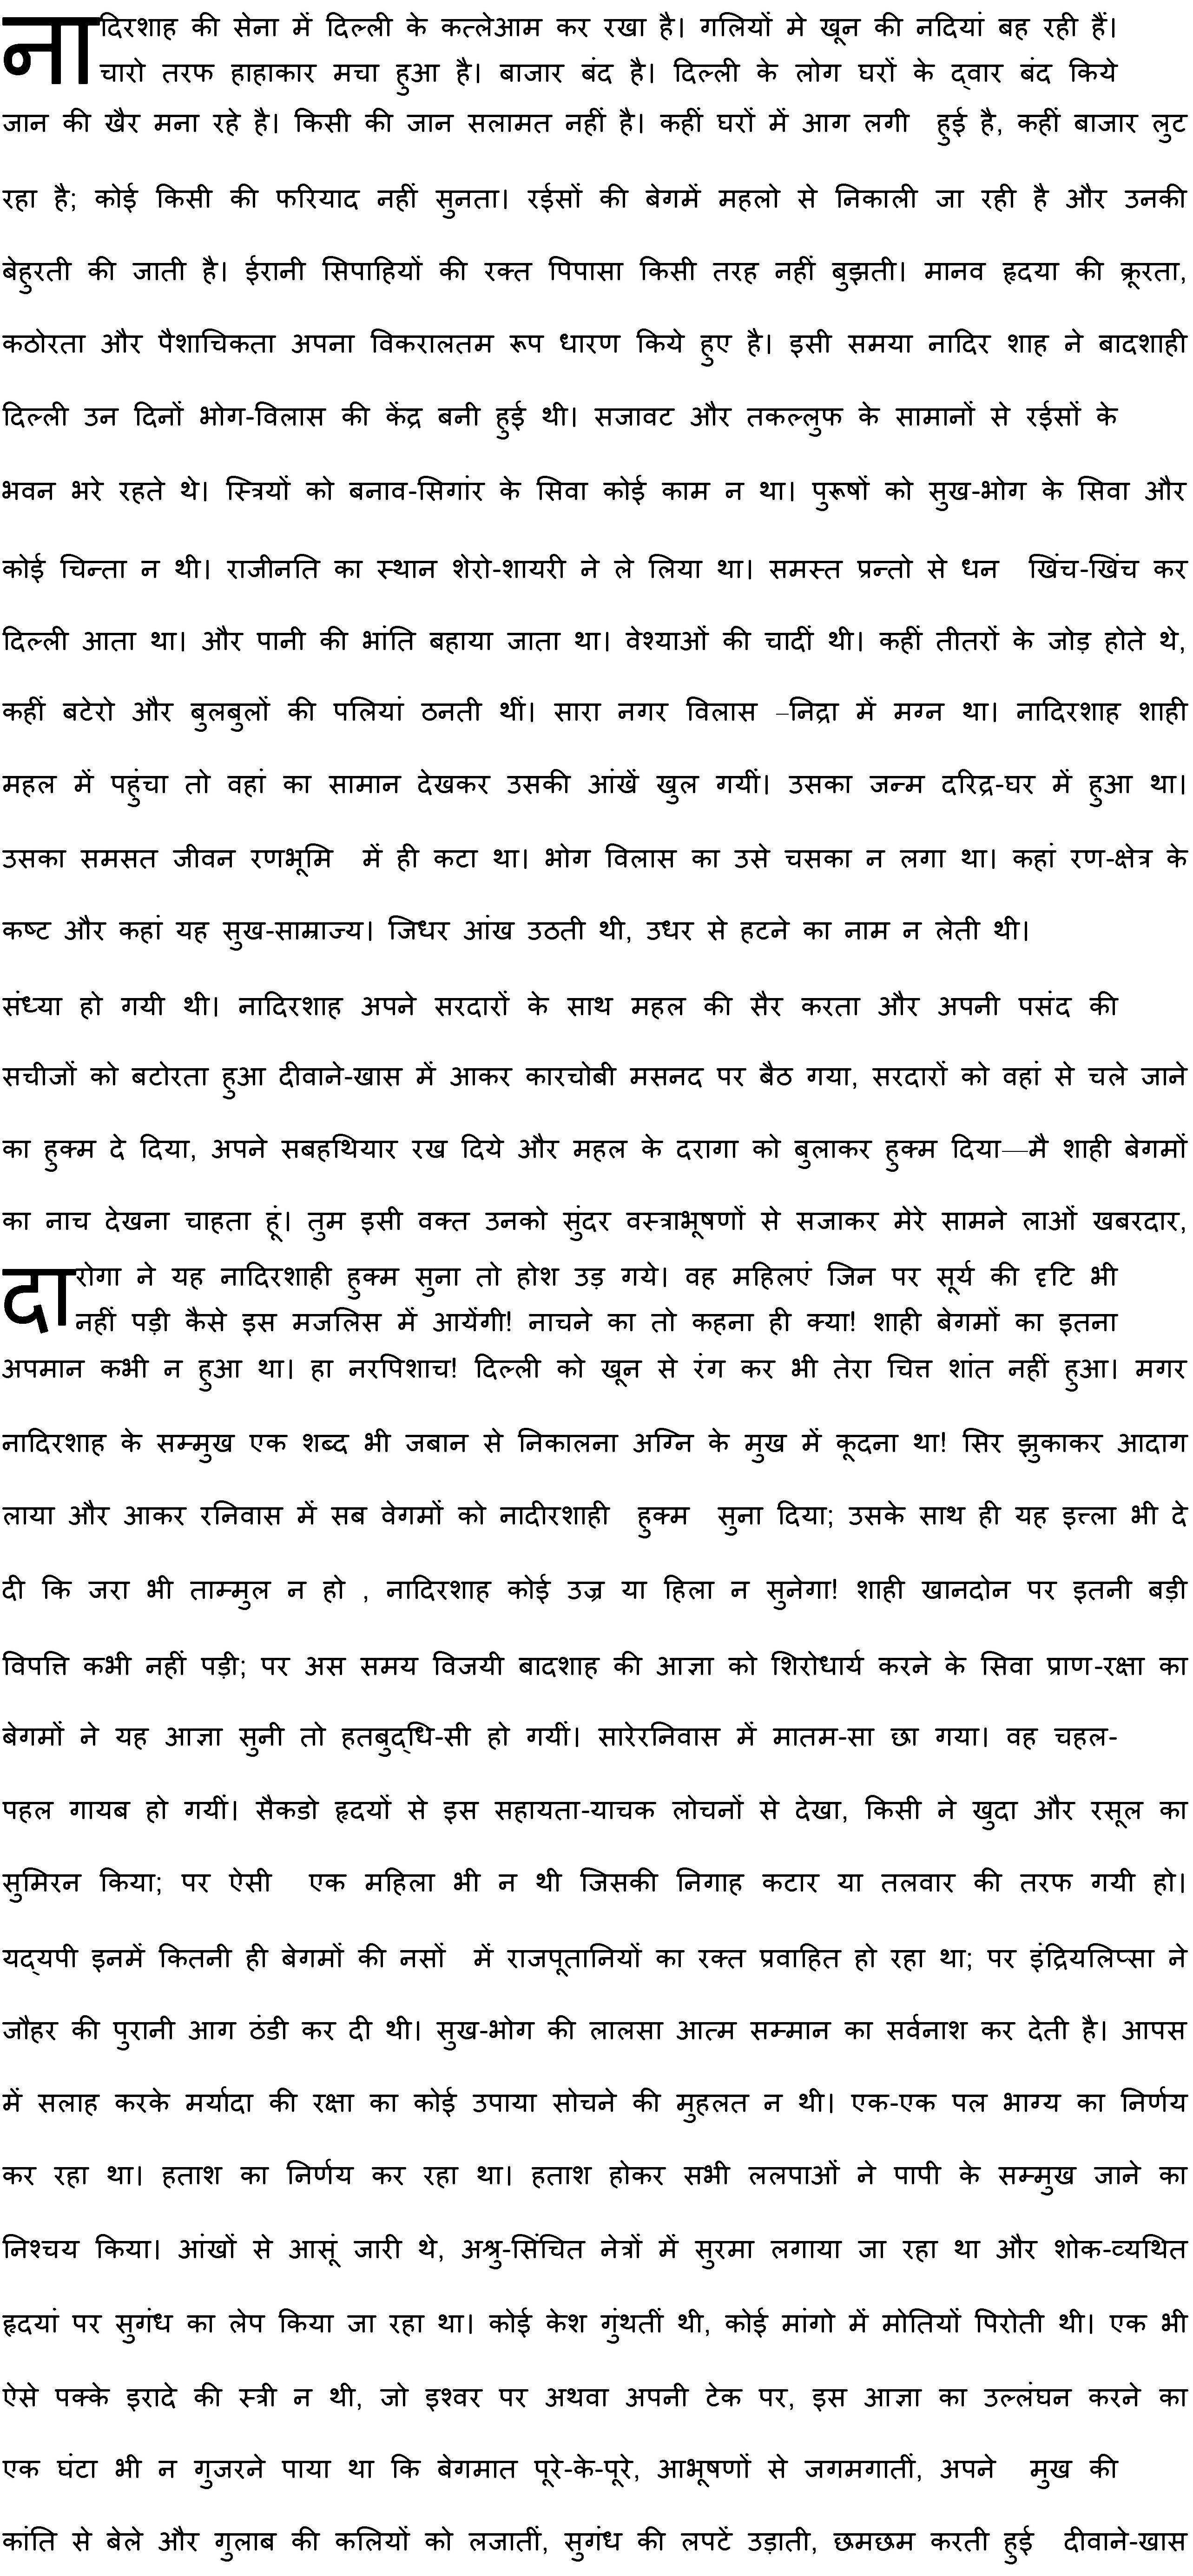 नादिरशाह की सेना में दिल्ली के कत्लेआम कर रखा है। गलियों मे खून की नदियां बह रही हैं।
चारो तरफ हाहाकार मचा हुआ है। बाजार बंद है। दिल्ली के लोग घरों के द्वार बंद किये
जान की खैर मना रहे है। किसी की जान सलामत नहीं है। कहीं घरों में आग लगी हुई है, कहीं बाजार लुट
रहा है; कोई किसी की फरियाद नहीं सुनता। रईसों की बेगमें महलो से निकाली जा रही है और उनकी
बेहुरती की जाती है। ईरानी सिपाहियों की रक्त पिपासा किसी तरह नहीं बुझती। मानव हृदया की क्रूरता,
कठोरता और पैशाचिकता अपना विकरालतम रूप धारण किये हुए है। इसी समया नादिर शाह ने बादशाही
दिल्ली उन दिनों भोग-विलास की केंद्र बनी हुई थी। सजावट और तकल्लुफ के सामानों से रईसों के
भवन भरे रहते थे। स्त्रियों को बनाव-सिगांर के सिवा कोई काम न था। पुरूषों को सुख-भोग के सिवा और
कोई चिन्ता न थी। राजीनति का स्थान शेरो-शायरी ने ले लिया था। समस्त प्रन्तो से धन खिंच-खिंच कर
दिल्ली आता था। और पानी की भांति बहाया जाता था। वेश्याओं की चादीं थी। कहीं तीतरों के जोड़ होते थे,
कहीं बटेरो और बुलबुलों की पलियां ठनती थीं। सारा नगर विलास –निद्रा में मग्न था। नादिरशाह शाही
महल में पहुंचा तो वहां का सामान देखकर उसकी आंखें खुल गयीं। उसका जन्म दरिद्र-घर में हुआ था।
उसका समसत जीवन रणभूमि में ही कटा था। भोग विलास का उसे चसका न लगा था। कहां रण-क्षेत्र के
कष्ट और कहां यह सुख-साम्राज्य। जिधर आंख उठती थी, उधर से हटने का नाम न लेती थी।
संध्या हो गयी थी। नादिरशाह अपने सरदारों के साथ महल की सैर करता और अपनी पसंद की
सचीजों को बटोरता हुआ दीवाने-खास में आकर कारचोबी मसनद पर बैठ गया, सरदारों को वहां से चले जाने
का हुक्म दे दिया, अपने सबहथियार रख दिये और महल के दरागा को बुलाकर हुक्म दिया—मै शाही बेगमों
का नाच देखना चाहता हूं। तुम इसी वक्त उनको सुंदर वस्त्राभूषणों से सजाकर मेरे सामने लाओं खबरदार,
दारोगा ने यह नादिरशाही हुक्म सुना तो होश उड़ गये। वह महिलएं जिन पर सूर्य की दृटि भी
नहीं पड़ी कैसे इस मजलिस में आयेंगी! नाचने का तो कहना ही क्या! शाही बेगमों का इतना
अपमान कभी न हुआ था। हा नरपिशाच! दिल्ली को खून से रंग कर भी तेरा चित्त शांत नहीं हुआ। मगर
नादिरशाह के सम्मुख एक शब्द भी जबान से निकालना अग्नि के मुख में कूदना था! सिर झुकाकर आदाग
लाया और आकर रनिवास में सब वेगमों को नादीरशाही हुक्म सुना दिया; उसके साथ ही यह इत्त्ला भी दे
दी कि जरा भी ताम्मुल न हो , नादिरशाह कोई उज्र या हिला न सुनेगा! शाही खानदोन पर इतनी बड़ी
विपत्ति कभी नहीं पड़ी; पर अस समय विजयी बादशाह की आज्ञा को शिरोधार्य करने के सिवा प्राण-रक्षा का
बेगमों ने यह आज्ञा सुनी तो हतबुद्धि-सी हो गयीं। सारेरनिवास में मातम-सा छा गया। वह चहल-
पहल गायब हो गयीं। सैकडो हृदयों से इस सहायता-याचक लोचनों से देखा, किसी ने खुदा और रसूल का
सुमिरन किया; पर ऐसी एक महिला भी न थी जिसकी निगाह कटार या तलवार की तरफ गयी हो।
यद्यपी इनमें कितनी ही बेगमों की नसों में राजपूतानियों का रक्त प्रवाहित हो रहा था; पर इंद्रियलिप्सा ने
जौहर की पुरानी आग ठंडी कर दी थी। सुख-भोग की लालसा आत्म सम्मान का सर्वनाश कर देती है। आपस
में सलाह करके मर्यादा की रक्षा का कोई उपाया सोचने की मुहलत न थी। एक-एक पल भाग्य का निर्णय
कर रहा था। हताश का निर्णय कर रहा था। हताश होकर सभी ललपाओं ने पापी के सम्मुख जाने का
निश्चय किया। आंखों से आसूं जारी थे, अश्रु-सिंचित नेत्रों में सुरमा लगाया जा रहा था और शोक-व्यथित
हृदयां पर सुगंध का लेप किया जा रहा था। कोई केश गुंथतीं थी, कोई मांगो में मोतियों पिरोती थी। एक भी
ऐसे पक्के इरादे की स्त्री न थी, जो इश्वर पर अथवा अपनी टेक पर, इस आज्ञा का उल्लंघन करने का
एक घंटा भी न गुजरने पाया था कि बेगमात पूरे-के-पूरे, आभूषणों से जगमगातीं, अपने मुख की
कांति से बेले और गुलाब की कलियों को लजातीं, सुगंध की लपटें उड़ाती, छमछम करती हुई दीवाने-खास